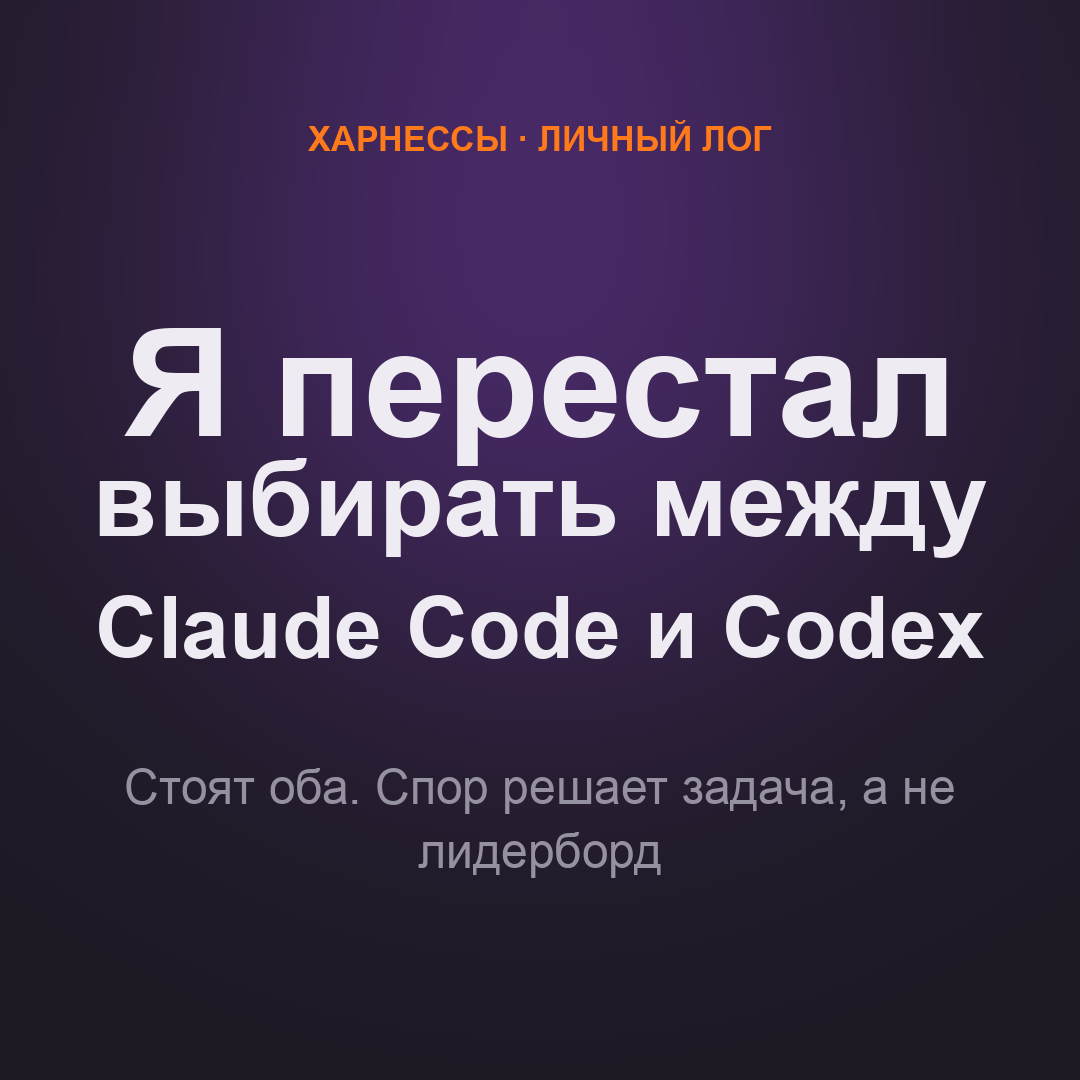 ХАРНЕССЫ · ЛИЧНЫЙ ЛОГ
Я перестал
выбирать между
Claude Code и Codex
Стоят оба. Спор решает задача, а не
лидерборд